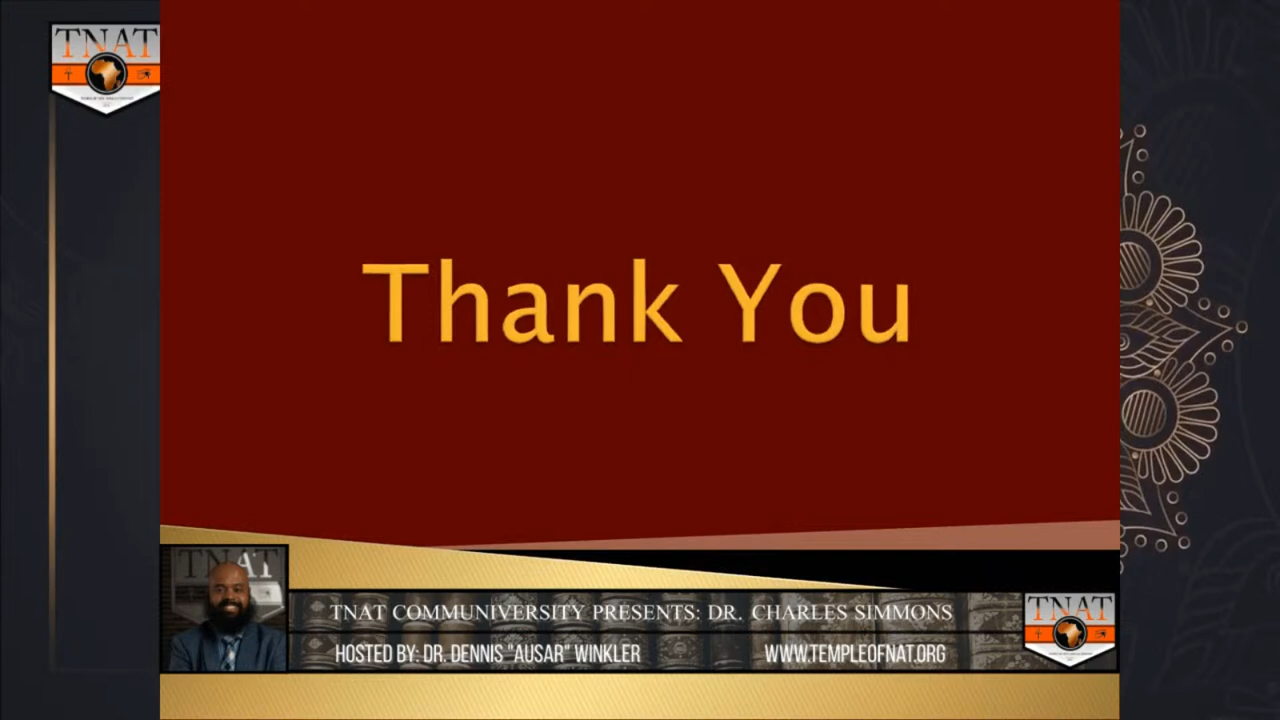 TNAT
Thank You
TNAT
TNAT COMMUNIVERSITY PRESENTS: DR. CHARLES SIMMONS
HOSTED BY: DR. DENNIS "AUSAR" WINKLER
WWW.TEMPLEOFNAT.ORG
TNAT